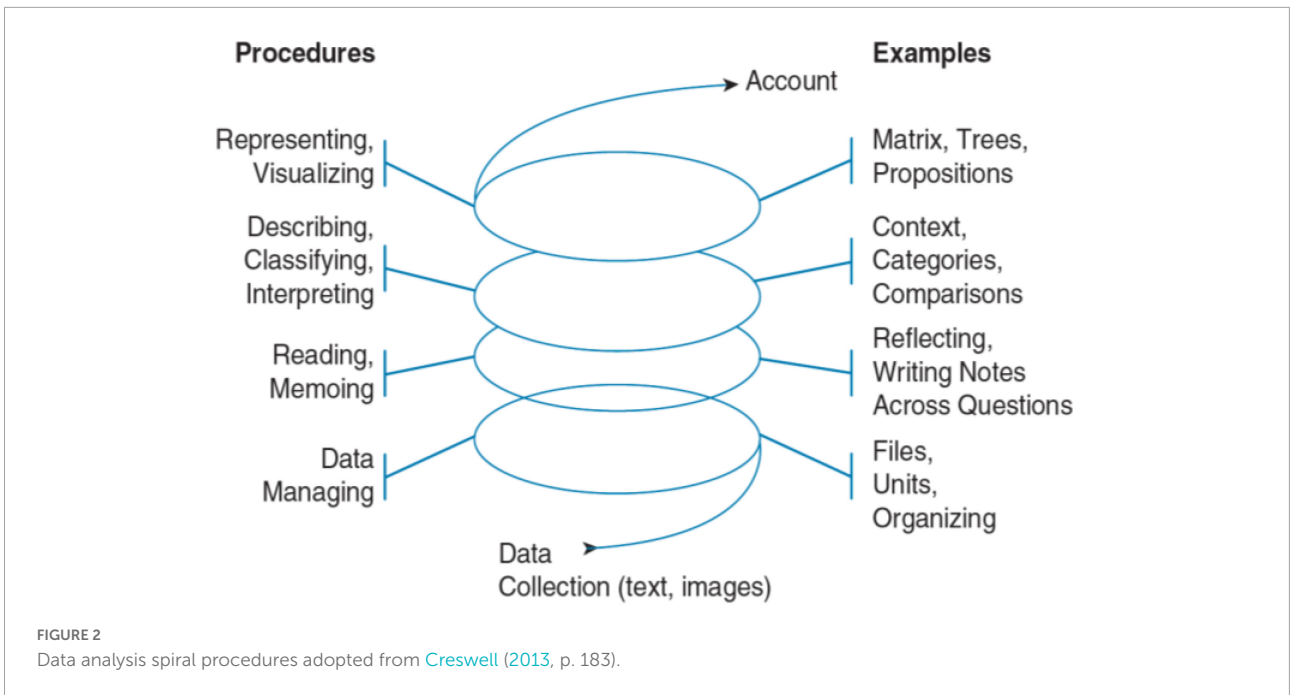 Procedures
Examples
Account
Representing,
Visualizing
Matrix, Trees,
Propositions
Describing,
Classifying,
Interpreting
Context,
Categories,
Comparisons
Reading,
Memoing
Reflecting,
Writing Notes
Across Questions
Data
Managing
Files,
Units,
Organizing
Data
Collection (text, images)
FIGURE 2
Data analysis spiral procedures adopted from Creswell (2013, p. 183).